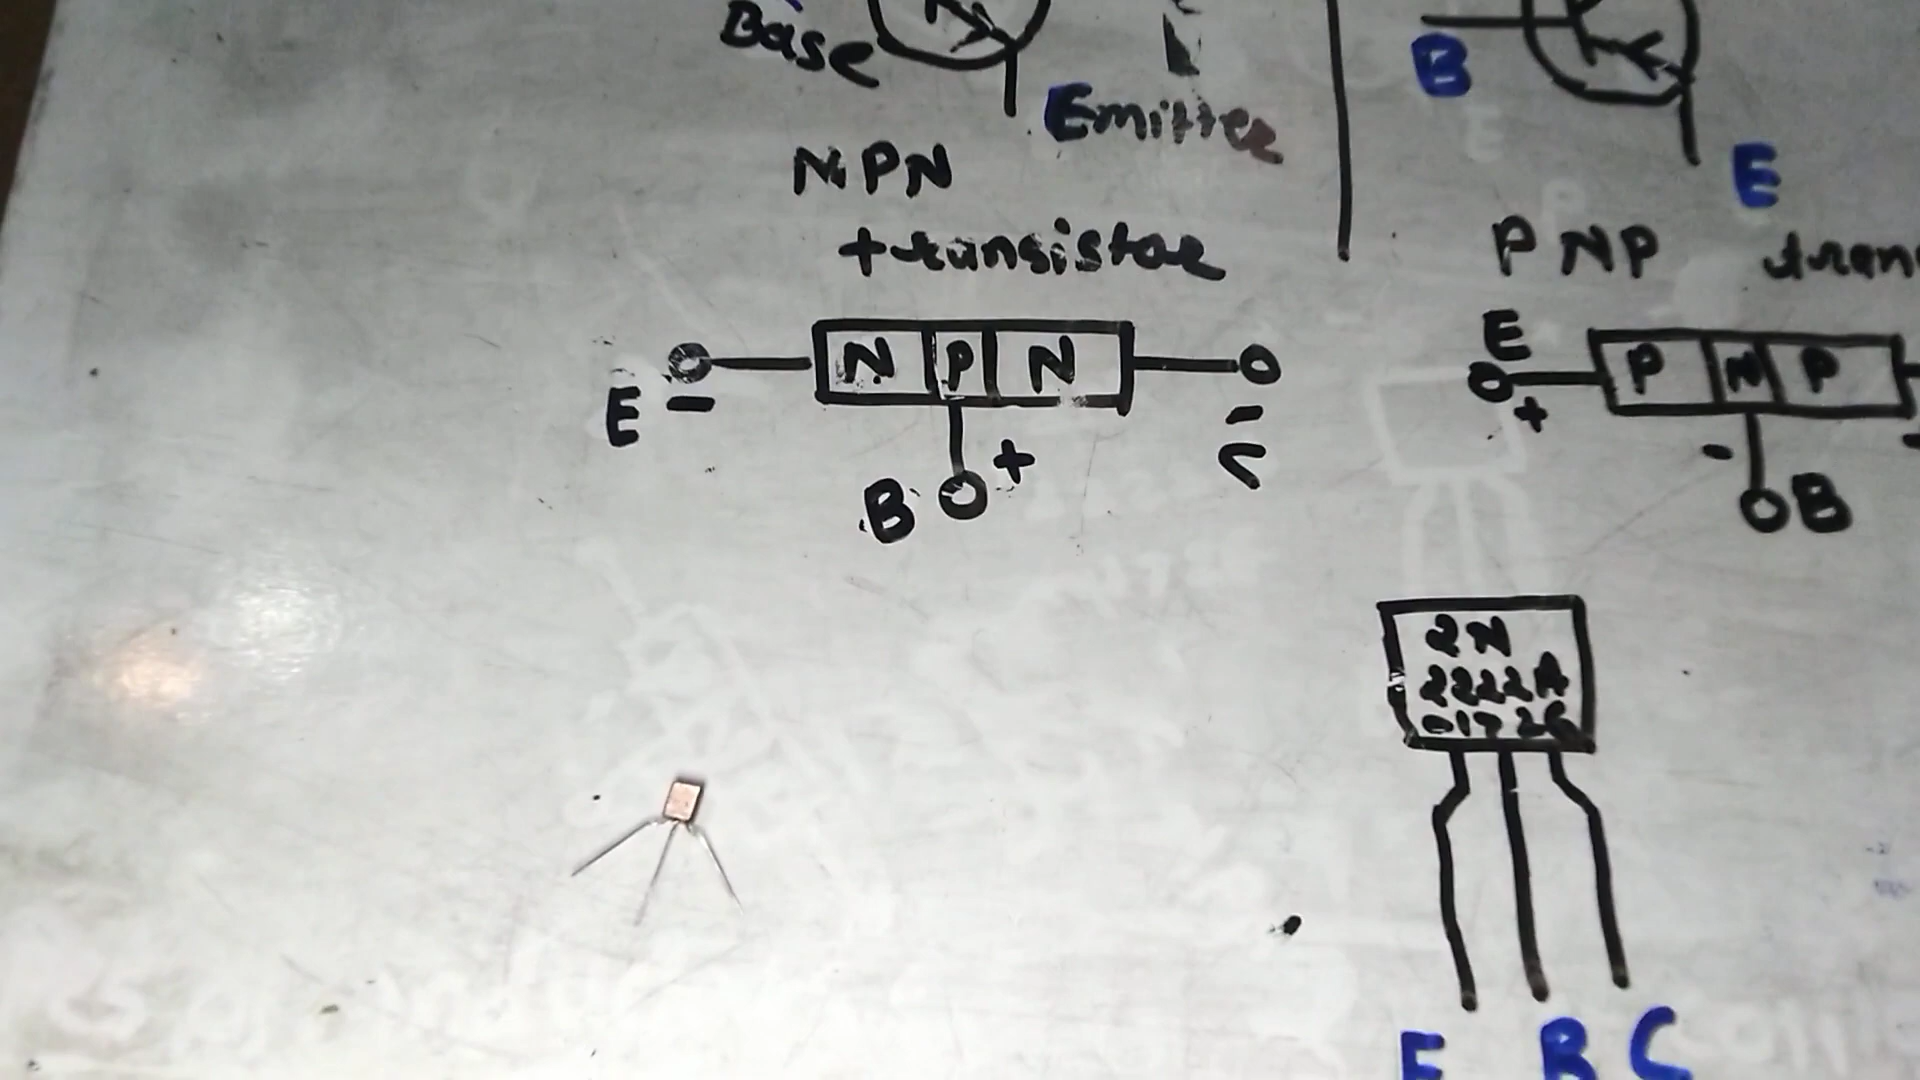 Base
Emitter
NPN
transistor
E
N P N
-
-
+
B
C
B
E
PNP
E
P N P
+
-
B
2N
2222A
E B C